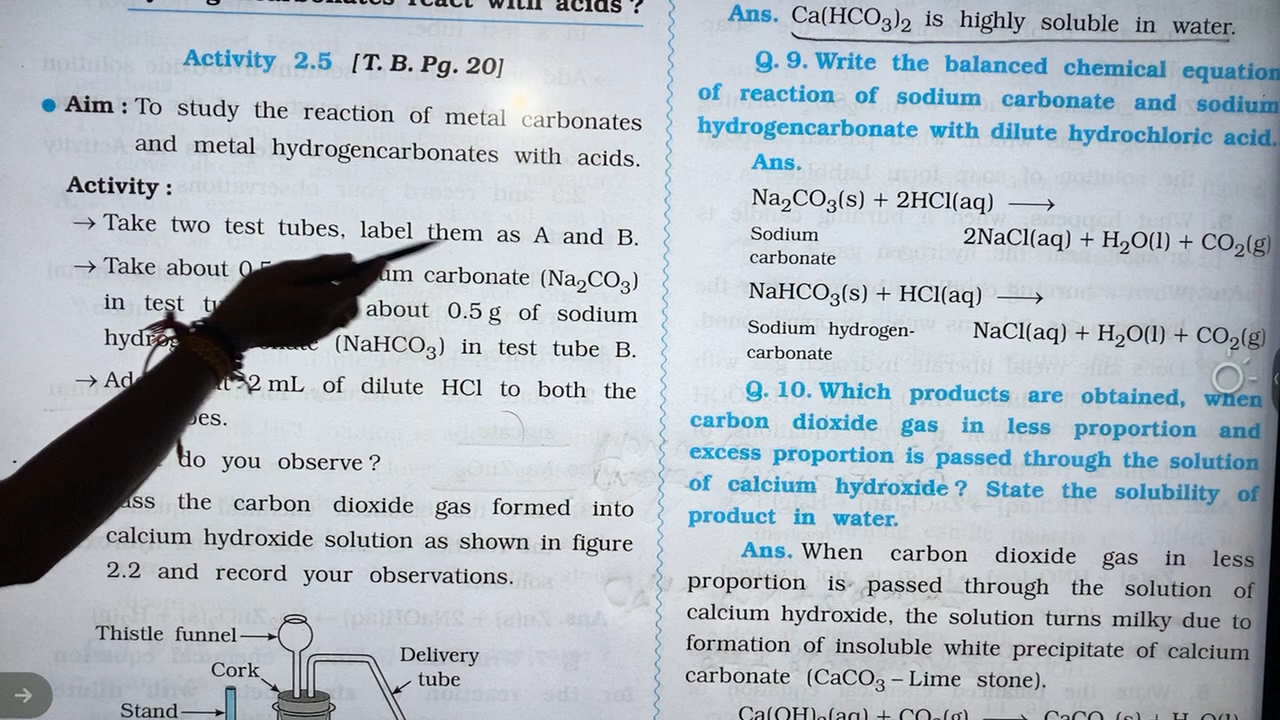 react with acids ?
Activity 2.5 [T. B. Pg. 20]
Aim : To study the reaction of metal carbonates
and metal hydrogencarbonates with acids.
Activity :
→ Take two test tubes, label them as A and B.
→ Take about carbonate (Na₂CO₃)
in test about 0.5 g of sodium
(NaHCO₃) in test tube B.
→ 2 mL of dilute HCl to both the
do you observe ?
the carbon dioxide gas formed into
calcium hydroxide solution as shown in figure
2.2 and record your observations.
Thistle funnel
Cork
Delivery
tube
Stand
Ans. Ca(HCO₃)₂ is highly soluble in water.
Q. 9. Write the balanced chemical equation
of reaction of sodium carbonate and sodium
hydrogencarbonate with dilute hydrochloric acid.
Ans.
Na₂CO₃(s) + 2HCl(aq) ⟶
Sodium
carbonate
2NaCl(aq) + H₂O(l) + CO₂(g)
NaHCO₃(s) + HCl(aq) ⟶
Sodium hydrogen-
carbonate
NaCl(aq) + H₂O(l) + CO₂(g)
Q. 10. Which products are obtained, when
carbon dioxide gas in less proportion and
excess proportion is passed through the solution
of calcium hydroxide ? State the solubility of
product in water.
Ans. When carbon dioxide gas in less
proportion is passed through the solution of
calcium hydroxide, the solution turns milky due to
formation of insoluble white precipitate of calcium
carbonate (CaCO₃ – Lime stone).
Ca(OH)₂(aq) + CO₂(g) ⟶